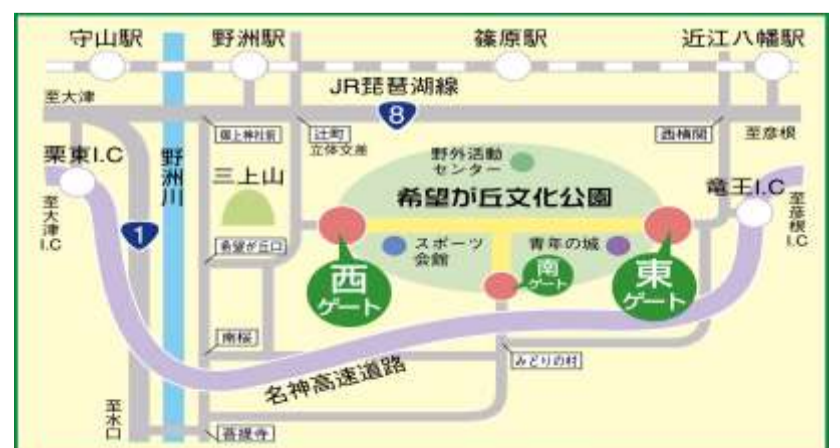 守山駅
野洲駅
篠原駅
近江八幡駅
JR琵琶湖線
8
至大津
御上神社前
辻町
立体交差
西横関
至彦根
栗東I.C
野洲川
三上山
野外活動
センター
希望が丘文化公園
竜王I.C
至大津I.C
至彦根I.C
1
希望が丘口
スポーツ
会館
青年の城
西
ゲート
南
ゲート
東
ゲート
南桜
みどりの村
名神高速道路
至水口
菩提寺